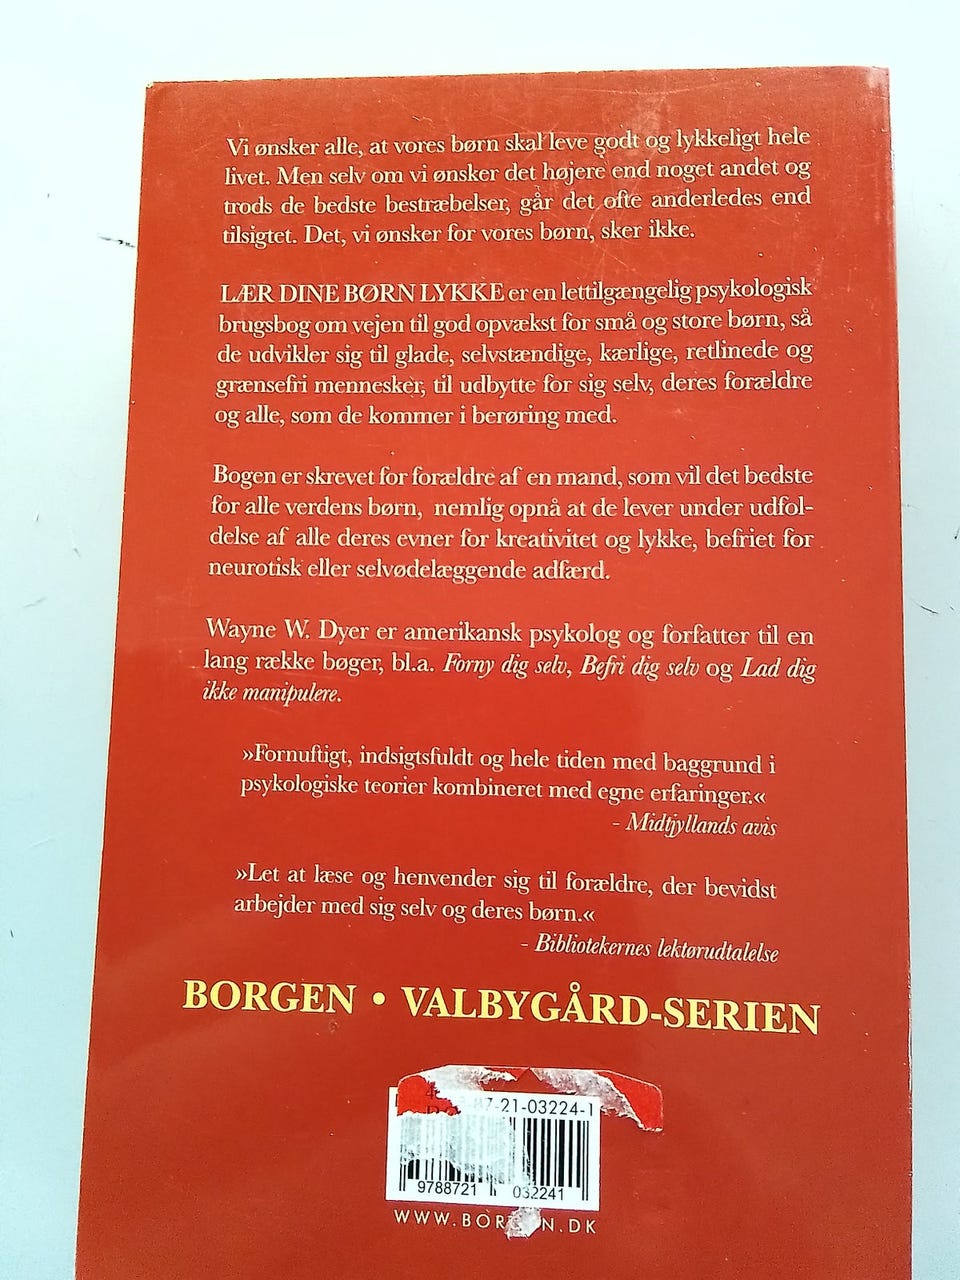 Vi ønsker alle, at vores børn skal leve godt og lykkeligt hele
livet. Men selv om vi ønsker det højere end noget andet og
trods de bedste bestræbelser, går det ofte anderledes end
tilsigtet. Det, vi ønsker for vores børn, sker ikke.
LÆR DINE BØRN LYKKE er en lettilgængelig psykologisk
brugsbog om vejen til god opvækst for små og store børn, så
de udvikler sig til glade, selvstændige, kærlige, retlinede og
grænsefri mennesker, til udbytte for sig selv, deres forældre
og alle, som de kommer i berøring med.
Bogen er skrevet for forældre af en mand, som vil det bedste
for alle verdens børn, nemlig opnå at de lever under udfol-
delse af alle deres evner for kreativitet og lykke, befriet for
neurotisk eller selvødelæggende adfærd.
Wayne W. Dyer er amerikansk psykolog og forfatter til en
lang række bøger, bl.a. Forny dig selv, Befri dig selv og Lad dig
ikke manipulere.
»Fornuftigt, indsigtsfuldt og hele tiden med baggrund i
psykologiske teorier kombineret med egne erfaringer.«
- Midtjyllands avis
»Let at læse og henvender sig til forældre, der bevidst
arbejder med sig selv og deres børn.«
- Bibliotekernes lektørudtalelse
BORGEN • VALBYGÅRD-SERIEN
87-21-03224-1
9788721 032241
WWW.BORGEN.DK